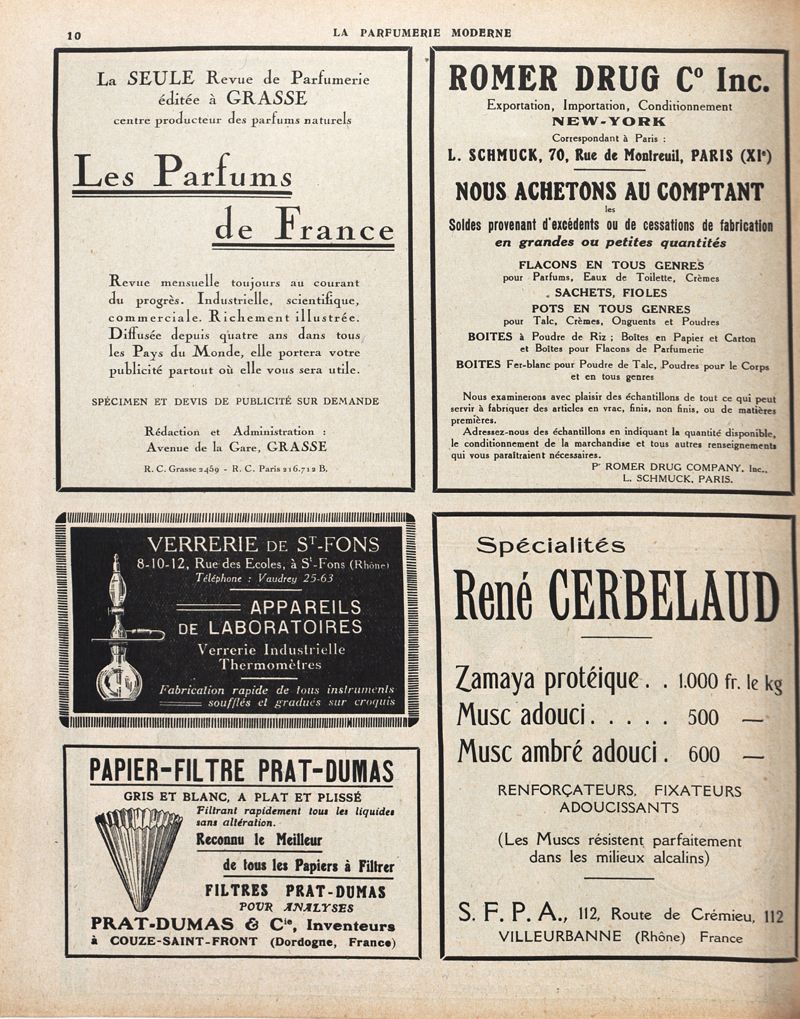 10
LA PARFUMERIE MODERNE
La SEULE Revue de Parfumerie
éditée à GRASSE
centre producteur des parfums naturels
Les Parfums
de France
Revue mensuelle toujours au courant
du progrès. Industrielle, scientifique,
commerciale. Richement illustrée.
Diffusée depuis quatre ans dans tous
les Pays du Monde, elle portera votre
publicité partout où elle vous sera utile.
SPÉCIMEN ET DEVIS DE PUBLICITÉ SUR DEMANDE
Rédaction et Administration :
Avenue de la Gare, GRASSE
R. C. Grasse 2459 - R. C. Paris 216.712 B.
ROMER DRUG Cº Inc.
Exportation, Importation, Conditionnement
NEW-YORK
Correspondant à Paris :
L. SCHMUCK, 70, Rue de Montreuil, PARIS (XIᵉ)
NOUS ACHETONS AU COMPTANT
les
Soldes provenant d'excédents ou de cessations de fabrication
en grandes ou petites quantités
FLACONS EN TOUS GENRES
pour Parfums, Eaux de Toilette, Crèmes
SACHETS, FIOLES
POTS EN TOUS GENRES
pour Talc, Crèmes, Onguents et Poudres
BOITES à Poudre de Riz ; Boîtes en Papier et Carton
et Boîtes pour Flacons de Parfumerie
BOITES Fer-blanc pour Poudre de Talc, Poudres pour le Corps
et en tous genres
Nous examinerons avec plaisir des échantillons de tout ce qui peut
servir à fabriquer des articles en vrac, finis, non finis, ou de matières
premières.
Adressez-nous des échantillons en indiquant la quantité disponible,
le conditionnement de la marchandise et tous autres renseignements
qui vous paraîtraient nécessaires.
Pʳ ROMER DRUG COMPANY, Inc.,
L. SCHMUCK, PARIS.
VERRERIE DE Sᵀ-FONS
8-10-12, Rue des Ecoles, à Sᵗ-Fons (Rhône)
Téléphone : Vaudrey 25-63
APPAREILS
DE LABORATOIRES
Verrerie Industrielle
Thermomètres
Fabrication rapide de tous instruments
soufflés et gradués sur croquis
PAPIER-FILTRE PRAT-DUMAS
GRIS ET BLANC, A PLAT ET PLISSÉ
Filtrant rapidement tous les liquides
sans altération.
Reconnu le Meilleur
de tous les Papiers à Filtrer
FILTRES PRAT-DUMAS
POUR ANALYSES
PRAT-DUMAS & Cⁱᵉ, Inventeurs
à COUZE-SAINT-FRONT (Dordogne, France)
Spécialités
René CERBELAUD
Zamaya protéique . . 1.000 fr. le kg
Musc adouci . . . . . 500 —
Musc ambré adouci . 600 —
RENFORÇATEURS, FIXATEURS
ADOUCISSANTS
(Les Muscs résistent parfaitement
dans les milieux alcalins)
S. F. P. A., 112, Route de Crémieu, 112
VILLEURBANNE (Rhône) France